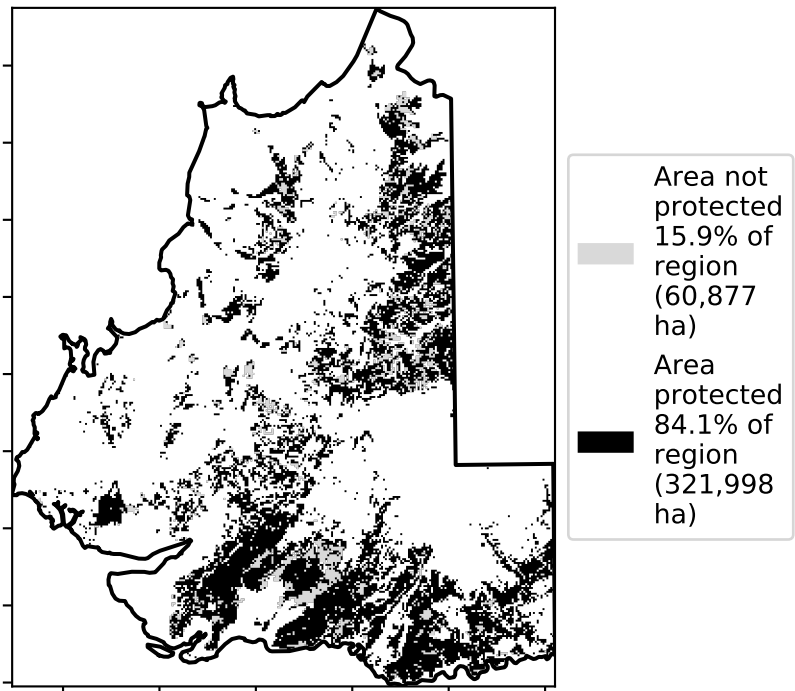 Area not
protected
15.9% of
region
(60,877
ha)
Area
protected
84.1% of
region
(321,998
ha)